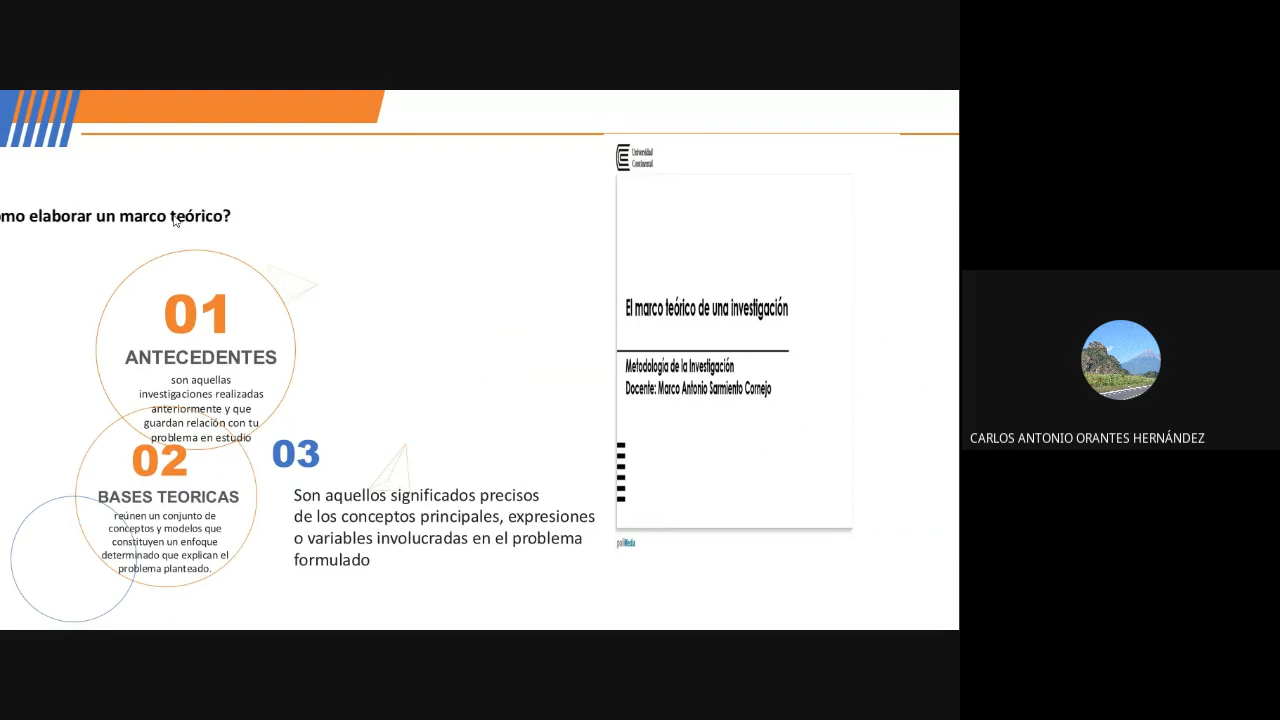 omo elaborar un marco teórico?
01
ANTECEDENTES
son aquellas
investigaciones realizadas
anteriormente y que
guardan relación con tu
problema en estudio
02
BASES TEORICAS
reúnen un conjunto de
conceptos y modelos que
constituyen un enfoque
determinado que explican el
problema planteado.
03
Son aquellos significados precisos
de los conceptos principales, expresiones
o variables involucradas en el problema
formulado
Universidad
Continental
El marco teórico de una investigación
Metodología de la Investigación
Docente: Marco Antonio Sarmiento Cornejo
poliMedia
CARLOS ANTONIO ORANTES HERNÁNDEZ